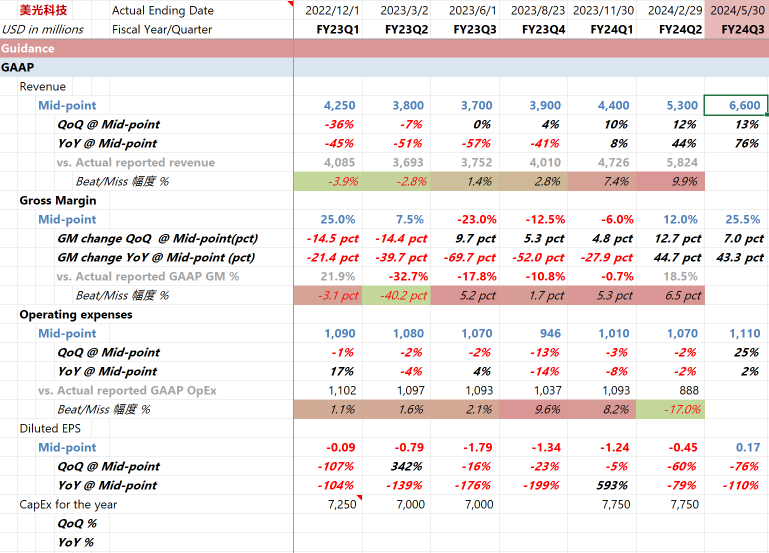 美光科技 Actual Ending Date 2022/12/1 2023/3/2 2023/6/1 2023/8/23 2023/11/30 2024/2/29 2024/5/30
USD in millions Fiscal Year/Quarter FY23Q1 FY23Q2 FY23Q3 FY23Q4 FY24Q1 FY24Q2 FY24Q3
Guidance
GAAP
Revenue
Mid-point 4,250 3,800 3,700 3,900 4,400 5,300 6,600
QoQ @ Mid-point -36% -7% 0% 4% 10% 12% 13%
YoY @ Mid-point -45% -51% -57% -41% 8% 44% 76%
vs. Actual reported revenue 4,085 3,693 3,752 4,010 4,726 5,824
Beat/Miss 幅度 % -3.9% -2.8% 1.4% 2.8% 7.4% 9.9%
Gross Margin
Mid-point 25.0% 7.5% -23.0% -12.5% -6.0% 12.0% 25.5%
GM change QoQ @ Mid-point(pct) -14.5 pct -14.4 pct 9.7 pct 5.3 pct 4.8 pct 12.7 pct 7.0 pct
GM change YoY @ Mid-point (pct) -21.4 pct -39.7 pct -69.7 pct -52.0 pct -27.9 pct 44.7 pct 43.3 pct
vs. Actual reported GAAP GM % 21.9% -32.7% -17.8% -10.8% -0.7% 18.5%
Beat/Miss 幅度 % -3.1 pct -40.2 pct 5.2 pct 1.7 pct 5.3 pct 6.5 pct
Operating expenses
Mid-point 1,090 1,080 1,070 946 1,010 1,070 1,110
QoQ @ Mid-point -1% -2% -2% -13% -3% -2% 25%
YoY @ Mid-point 17% -4% 4% -14% -8% -2% 2%
vs. Actual reported GAAP OpEx 1,102 1,097 1,093 1,037 1,093 888
Beat/Miss 幅度 % 1.1% 1.6% 2.1% 9.6% 8.2% -17.0%
Diluted EPS
Mid-point -0.09 -0.79 -1.79 -1.34 -1.24 -0.45 0.17
QoQ @ Mid-point -107% 342% -16% -23% -5% -60% -76%
YoY @ Mid-point -104% -139% -176% -199% 593% -79% -110%
CapEx for the year 7,250 7,000 7,000 7,750 7,750
QoQ %
YoY %